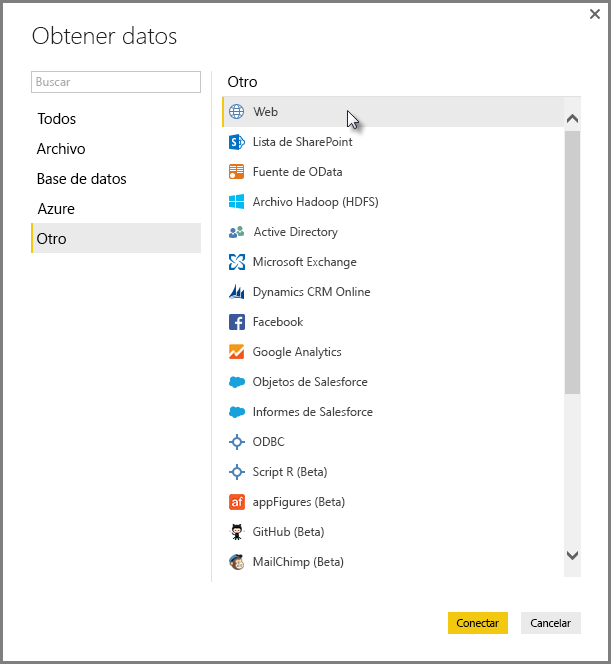 Obtener datos
Buscar
Todos
Archivo
Base de datos
Azure
Otro
Otro
Web
Lista de SharePoint
Fuente de OData
Archivo Hadoop (HDFS)
Active Directory
Microsoft Exchange
Dynamics CRM Online
Facebook
Google Analytics
Objetos de Salesforce
Informes de Salesforce
ODBC
Script R (Beta)
appFigures (Beta)
GitHub (Beta)
MailChimp (Beta)
Conectar
Cancelar